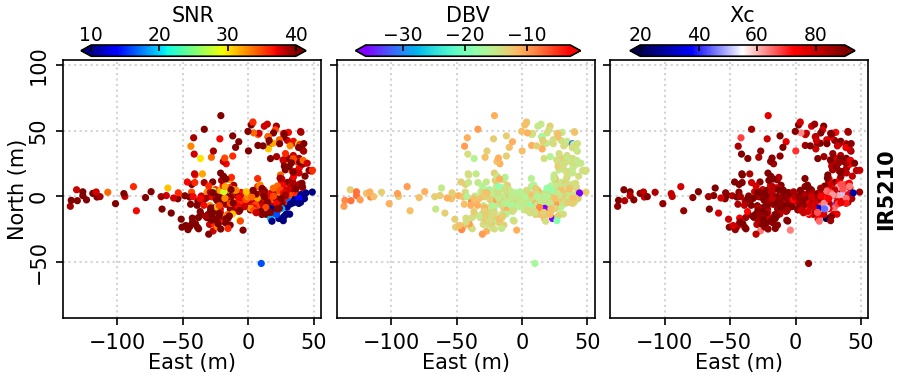 SNR DBV Xc
10 20 30 40 −30 −20 −10 20 40 60 80
100
50
0
−50
North (m)
IR5210
−100 −50 0 50 −100 −50 0 50 −100 −50 0 50
East (m) East (m) East (m)